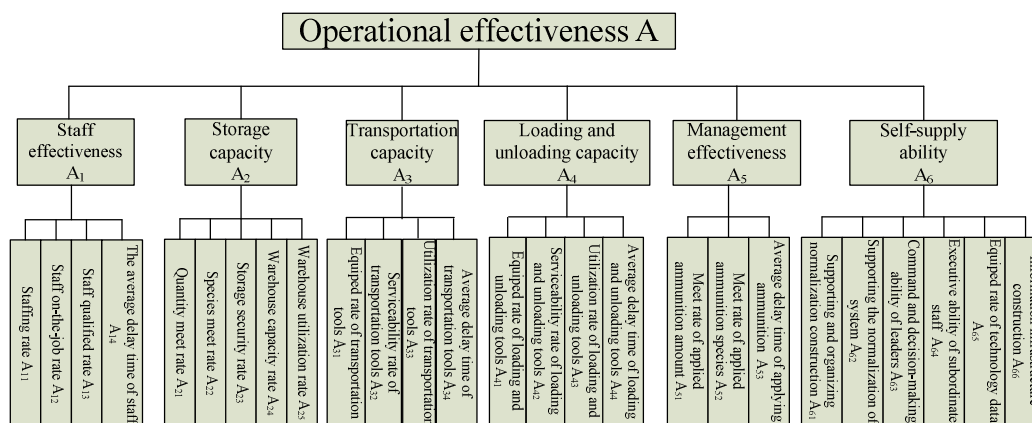 Operational effectiveness A
Staff
effectiveness
A1
Storage
capacity
A2
Transportation
capacity
A3
Loading and
unloading capacity
A4
Management
effectiveness
A5
Self-supply
ability
A6
Staffing rate A11
Staff on-the-job rate A12
Staff qualified rate A13
The average delay time of staff
A14
Quantity meet rate A21
Species meet rate A22
Storage security rate A23
Warehouse capacity rate A24
Warehouse utilization rate A25
Equiped rate of transportation
tools A31
Serviceability rate of
transportation tools A32
Utilization rate of transportation
tools A33
Average delay time of
transportation tools A34
Equiped rate of loading and
unloading tools A41
Serviceability rate of loading
and unloading tools A42
Utilization rate of loading and
unloading tools A43
Average delay time of loading
and unloading tools A44
Meet rate of applied
ammunition amount A51
Meet rate of applied
ammunition species A52
Average delay time of applying
ammunition A53
Supporting and organizing
normalization construction A61
Supporting the normalization of
system A62
Command and decision-making
ability of leaders A63
Executive ability of subordinate
staff A64
Equiped rate of technology data
A65
construction A66